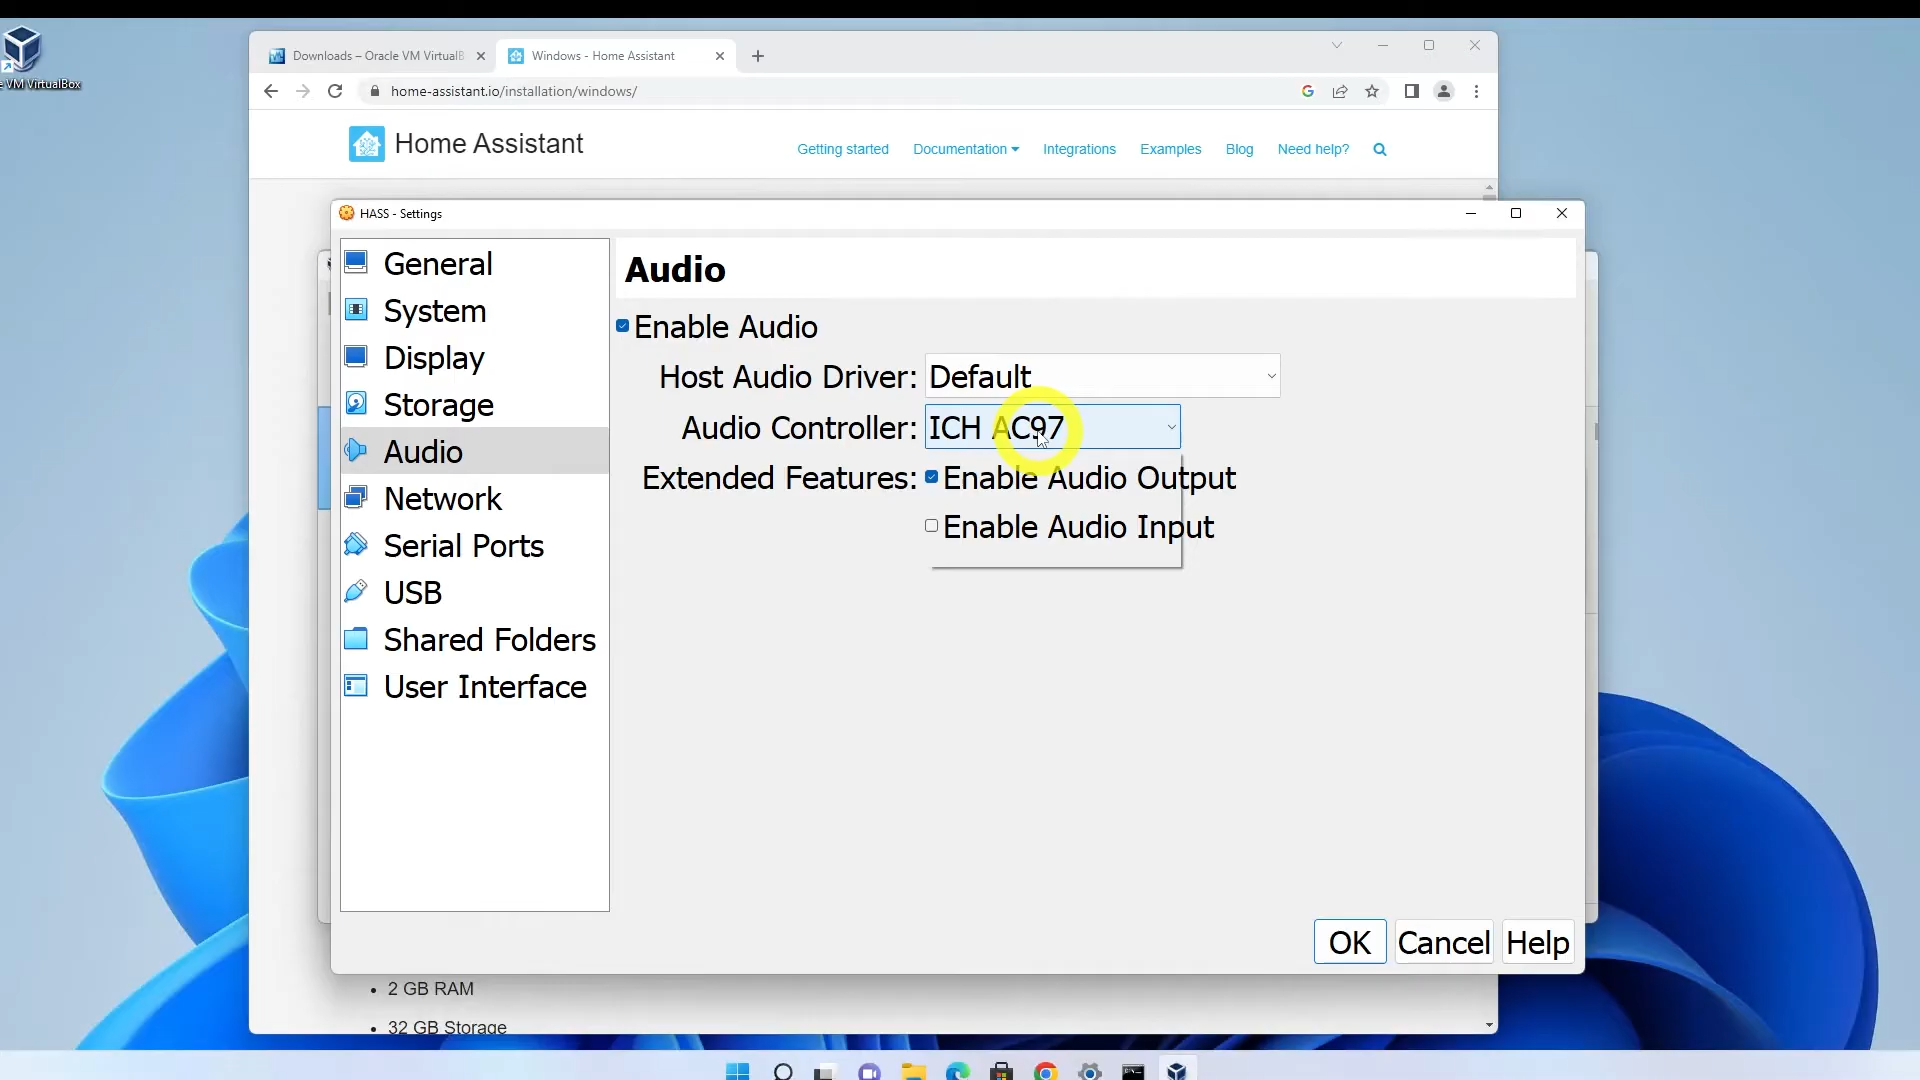 e VM VirtualBox
Downloads – Oracle VM VirtualB
Windows - Home Assistant
home-assistant.io/installation/windows/
Home Assistant
Getting started
Documentation
Integrations
Examples
Blog
Need help?
HASS - Settings
General
System
Display
Storage
Audio
Network
Serial Ports
USB
Shared Folders
User Interface
Audio
Enable Audio
Host Audio Driver: Default
Audio Controller: ICH AC97
Extended Features: Enable Audio Output
Enable Audio Input
OK
Cancel
Help
• 2 GB RAM
• 32 GB Storage